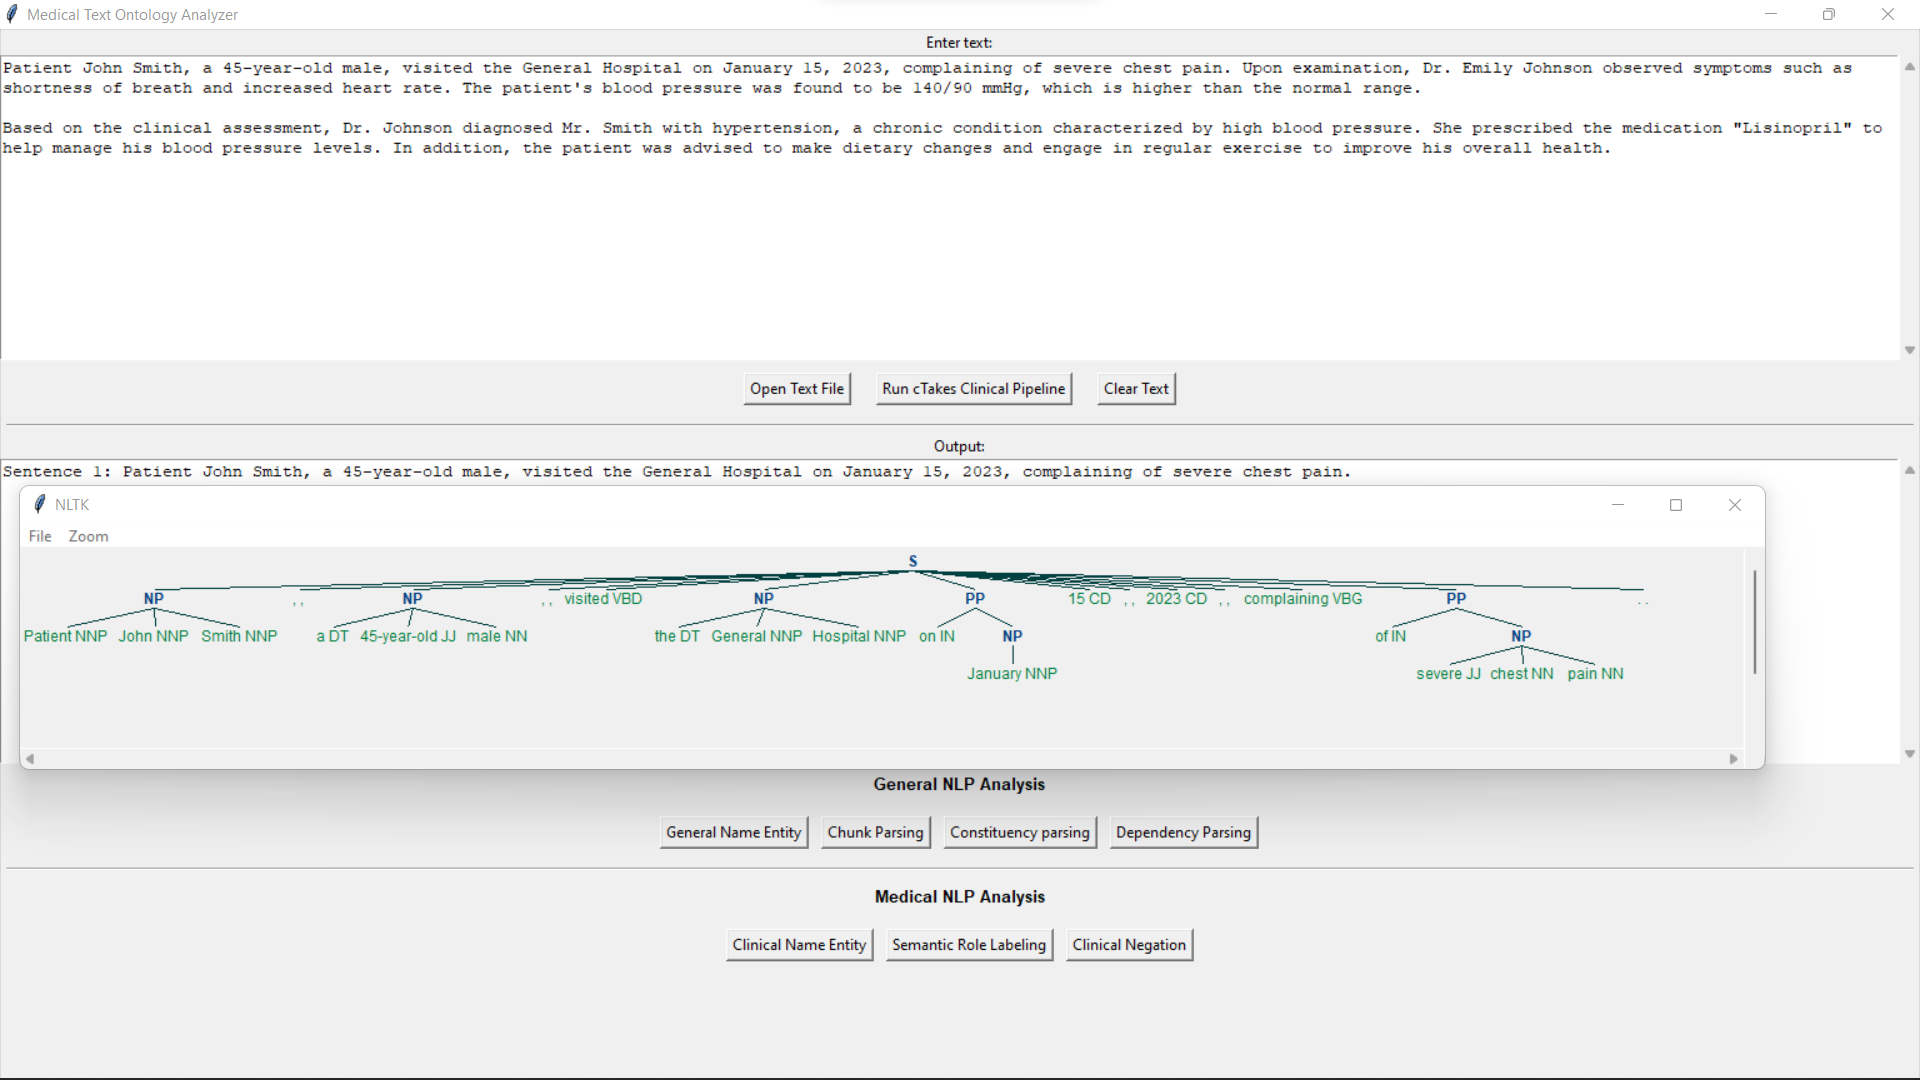 Medical Text Ontology Analyzer
Enter text:
Patient John Smith, a 45-year-old male, visited the General Hospital on January 15, 2023, complaining of severe chest pain. Upon examination, Dr. Emily Johnson observed symptoms such as
shortness of breath and increased heart rate. The patient's blood pressure was found to be 140/90 mmHg, which is higher than the normal range.
Based on the clinical assessment, Dr. Johnson diagnosed Mr. Smith with hypertension, a chronic condition characterized by high blood pressure. She prescribed the medication "Lisinopril" to
help manage his blood pressure levels. In addition, the patient was advised to make dietary changes and engage in regular exercise to improve his overall health.
Open Text File Run cTakes Clinical Pipeline Clear Text
Output:
Sentence 1: Patient John Smith, a 45-year-old male, visited the General Hospital on January 15, 2023, complaining of severe chest pain.
NLTK
File Zoom
S
NP , , NP , , visited VBD NP PP 15 CD , , 2023 CD , , complaining VBG PP . .
Patient NNP John NNP Smith NNP a DT 45-year-old JJ male NN the DT General NNP Hospital NNP on IN NP of IN NP
January NNP severe JJ chest NN pain NN
General NLP Analysis
General Name Entity Chunk Parsing Constituency parsing Dependency Parsing
Medical NLP Analysis
Clinical Name Entity Semantic Role Labeling Clinical Negation